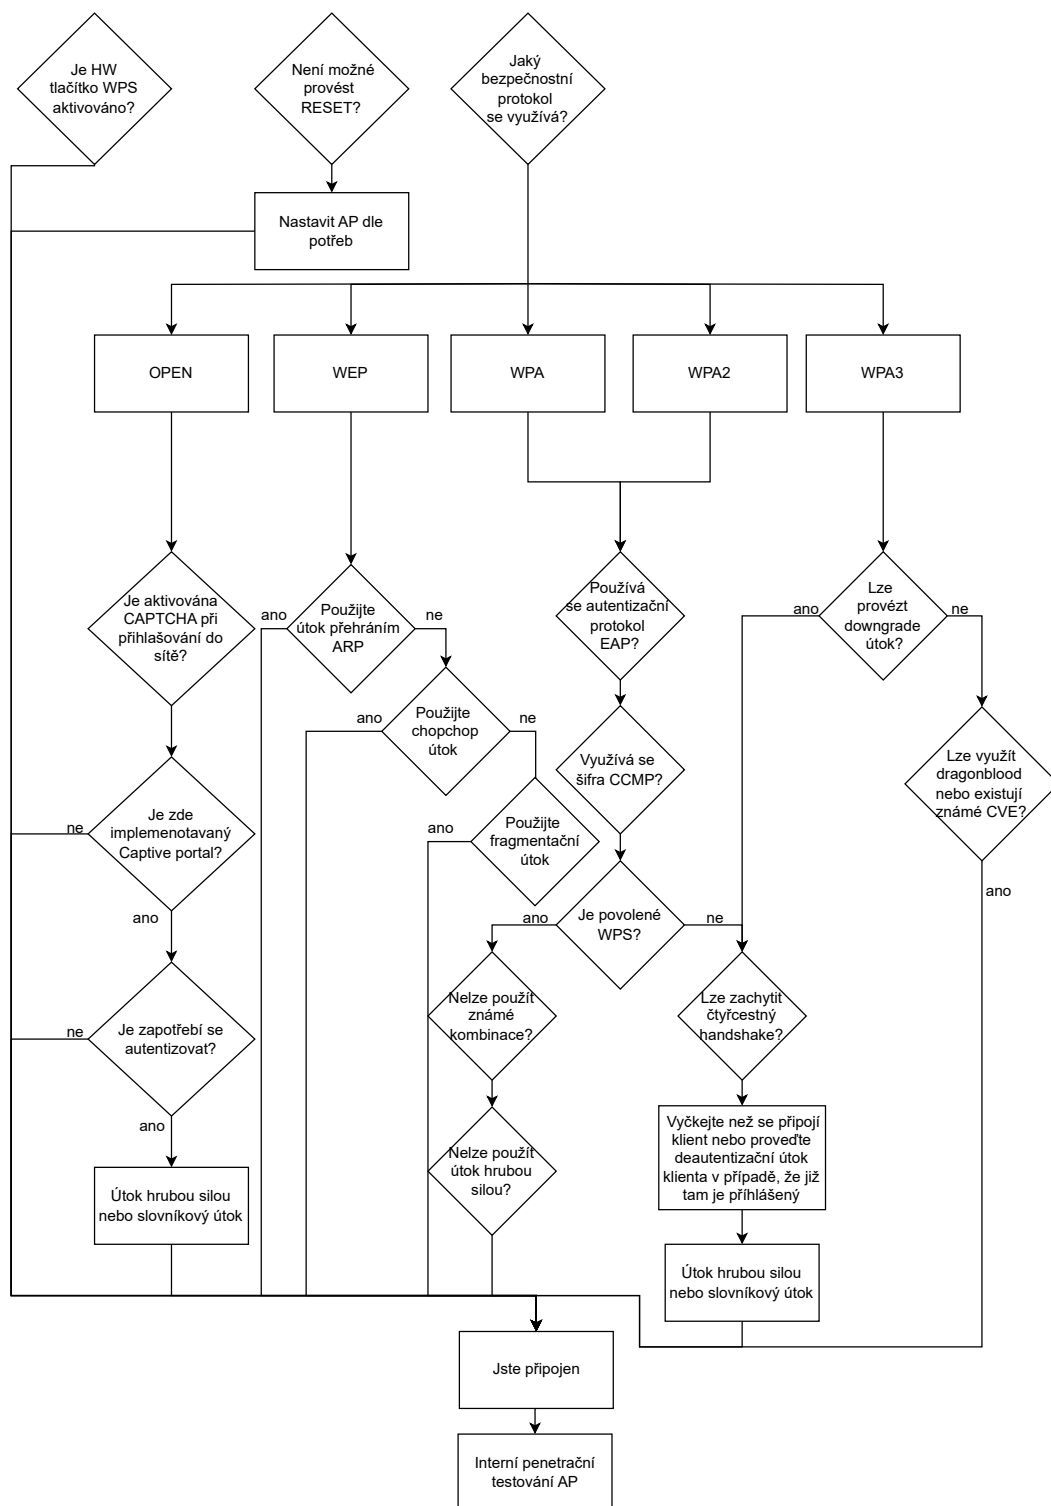 Je HW
tlačítko WPS
aktivováno?
Není možné
provést
RESET?
Jaký
bezpečnostní
protokol
se využívá?
Nastavit AP dle
potřeb
OPEN
WEP
WPA
WPA2
WPA3
Je aktivována
CAPTCHA při
přihlašování do
sítě?
ano
Použijte
útok přehráním
ARP
ne
Používá
se autentizační
protokol
EAP?
ano
Lze
provézt
downgrade
útok?
ne
ano
Použijte
chopchop
útok
ne
Využívá se
šifra CCMP?
Lze využít
dragonblood
nebo existují
známé CVE?
ne
Je zde
implemenotavaný
Captive portal?
ano
ano
Použijte
fragmentační
útok
ano
ano
Je povolené
WPS?
ne
Nelze použít
známé
kombinace?
Lze zachytit
čtyřcestný
handshake?
ne
Je zapotřebí se
autentizovat?
ano
Nelze použít
útok hrubou
silou?
Vyčkejte než se připojí
klient nebo proveďte
deautentizační útok
klienta v případě, že již
tam je příhlášený
Útok hrubou silou
nebo slovníkový útok
Útok hrubou silou
nebo slovníkový útok
Jste připojen
Interní penetrační
testování AP